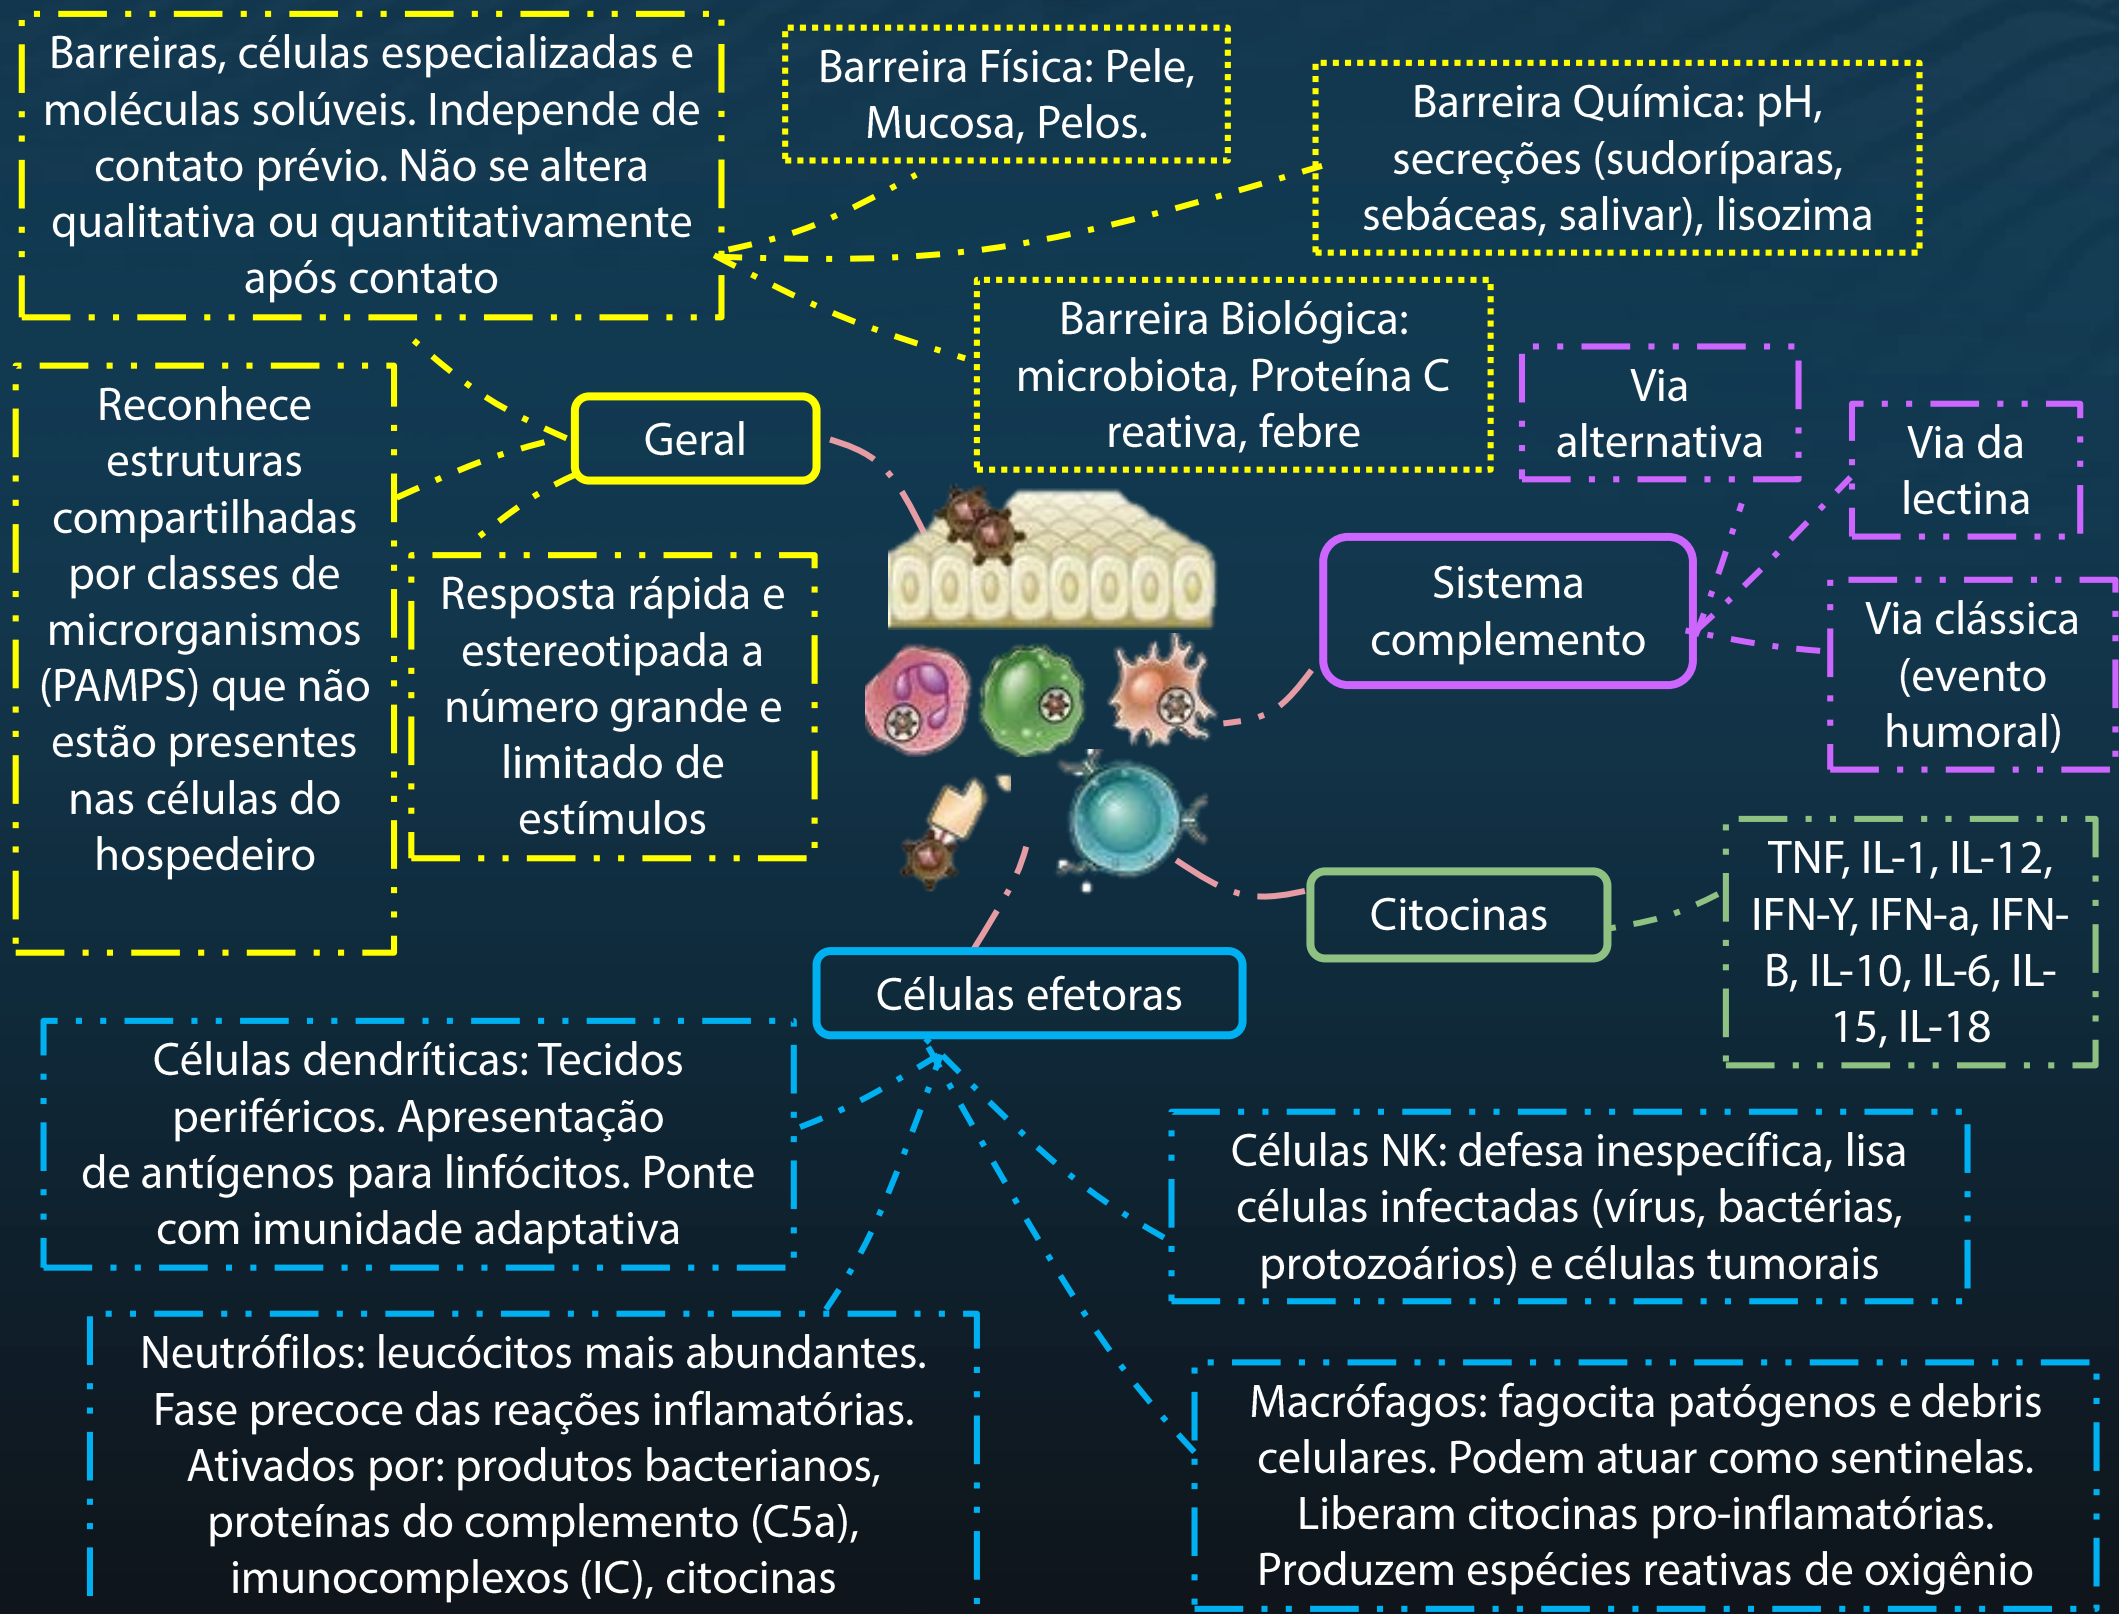 Barreiras, células especializadas e
moléculas solúveis. Independe de
contato prévio. Não se altera
qualitativa ou quantitativamente
após contato
Barreira Física: Pele,
Mucosa, Pelos.
Barreira Química: pH,
secreções (sudoríparas,
sebáceas, salivar), lisozima
Barreira Biológica:
microbiota, Proteína C
reativa, febre
Geral
Reconhece
estruturas
compartilhadas
por classes de
microrganismos
(PAMPS) que não
estão presentes
nas células do
hospedeiro
Resposta rápida e
estereotipada a
número grande e
limitado de
estímulos
Via
alternativa
Via da
lectina
Sistema
complemento
Via clássica
(evento
humoral)
Citocinas
TNF, IL-1, IL-12,
IFN-Y, IFN-a, IFN-
B, IL-10, IL-6, IL-
15, IL-18
Células efetoras
Células dendríticas: Tecidos
periféricos. Apresentação
de antígenos para linfócitos. Ponte
com imunidade adaptativa
Células NK: defesa inespecífica, lisa
células infectadas (vírus, bactérias,
protozoários) e células tumorais
Neutrófilos: leucócitos mais abundantes.
Fase precoce das reações inflamatórias.
Ativados por: produtos bacterianos,
proteínas do complemento (C5a),
imunocomplexos (IC), citocinas
Macrófagos: fagocita patógenos e debris
celulares. Podem atuar como sentinelas.
Liberam citocinas pro-inflamatórias.
Produzem espécies reativas de oxigênio